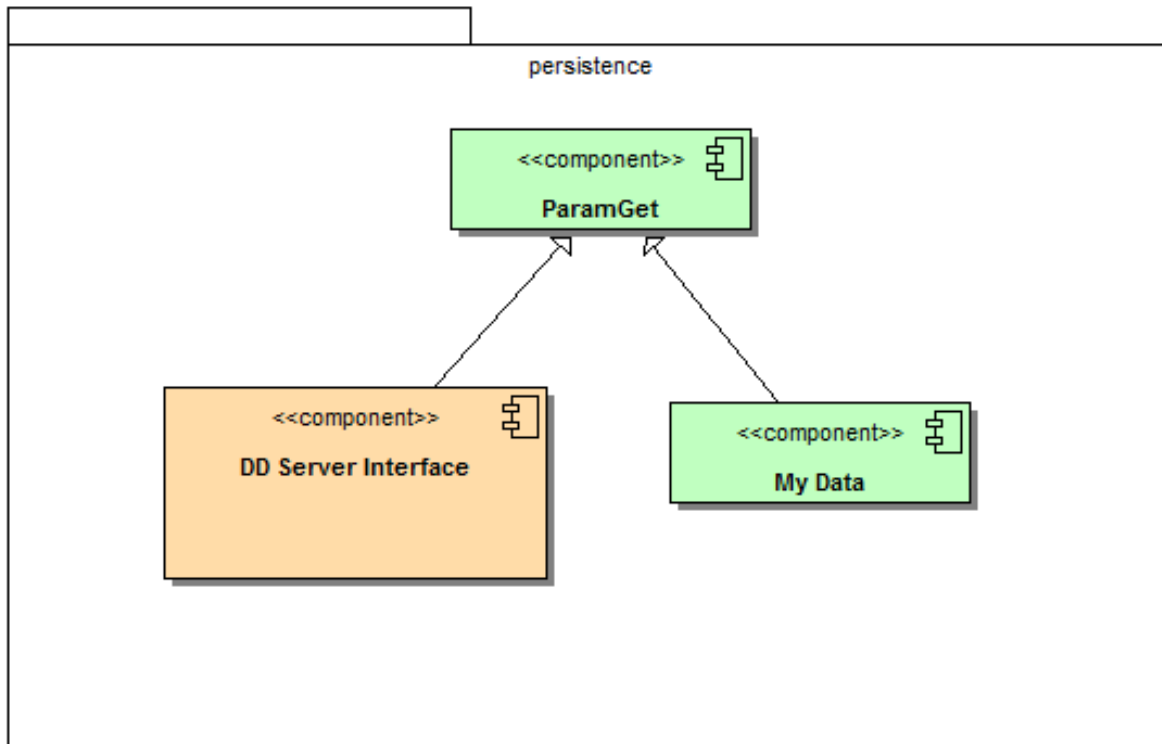 persistence
<<component>>
ParamGet
<<component>>
DD Server Interface
<<component>>
My Data